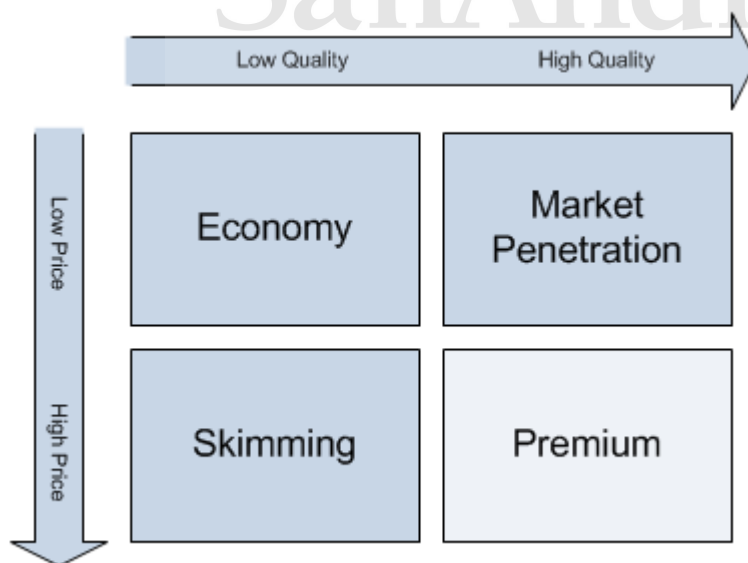 Low Quality High Quality
Low Price
Economy
Market
Penetration
High Price
Skimming
Premium